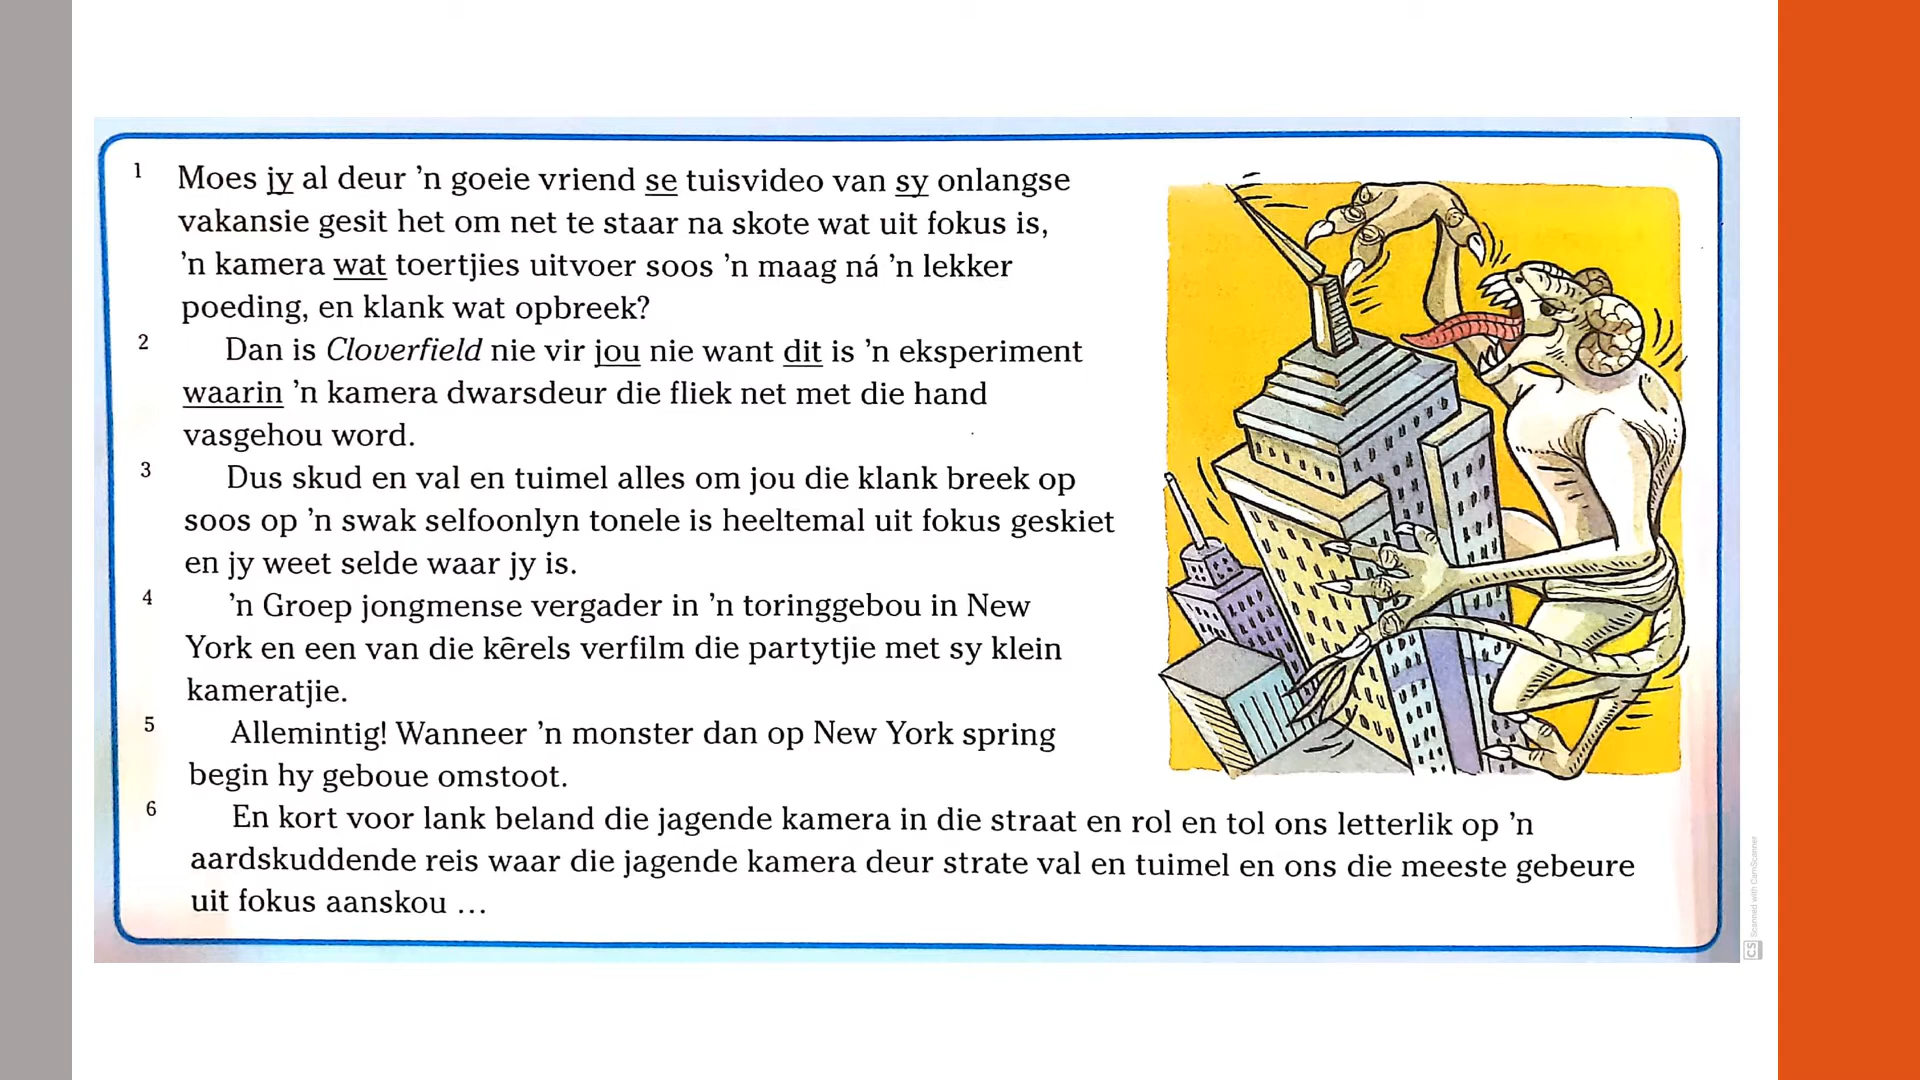 1 Moes jy al deur ’n goeie vriend se tuisvideo van sy onlangse
vakansie gesit het om net te staar na skote wat uit fokus is,
’n kamera wat toertjies uitvoer soos ’n maag ná ’n lekker
poeding, en klank wat opbreek?
2 Dan is Cloverfield nie vir jou nie want dit is ’n eksperiment
waarin ’n kamera dwarsdeur die fliek net met die hand
vasgehou word.
3 Dus skud en val en tuimel alles om jou die klank breek op
soos op ’n swak selfoonlyn tonele is heeltemal uit fokus geskiet
en jy weet selde waar jy is.
4 ’n Groep jongmense vergader in ’n toringgebou in New
York en een van die kêrels verfilm die partytjie met sy klein
kameratjie.
5 Allemintig! Wanneer ’n monster dan op New York spring
begin hy geboue omstoot.
6 En kort voor lank beland die jagende kamera in die straat en rol en tol ons letterlik op ’n
aardskuddende reis waar die jagende kamera deur strate val en tuimel en ons die meeste gebeure
uit fokus aanskou ...
CS Scanned with CamScanner